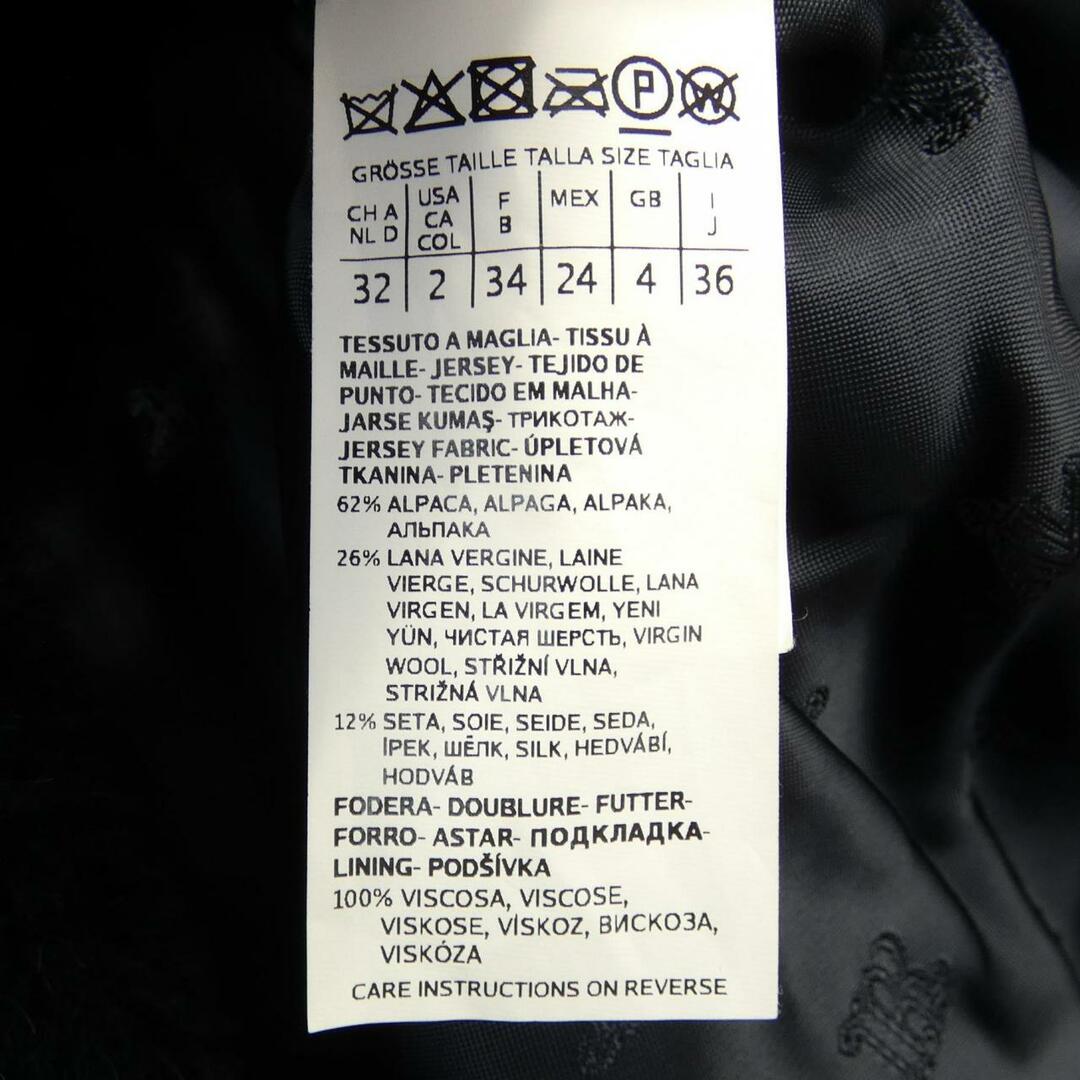 P W
GRÖSSE TAILLE TALLA SIZE TAGLIA
CH A NL D | USA CA COL | F B | MEX | GB | I J
32 | 2 | 34 | 24 | 4 | 36
TESSUTO A MAGLIA- TISSU À
MAILLE- JERSEY- TEJIDO DE
PUNTO- TECIDO EM MALHA-
JARSE KUMAŞ- ТРИКОТАЖ-
JERSEY FABRIC- ÚPLETOVÁ
TKANINA- PLETENINA
62% ALPACA, ALPAGA, ALPAKA,
АЛЬПАКА
26% LANA VERGINE, LAINE
VIERGE, SCHURWOLLE, LANA
VIRGEN, LA VIRGEM, YENI
YÜN, ЧИСТАЯ ШЕРСТЬ, VIRGIN
WOOL, STŘIŽNÍ VLNA,
STRIŽNÁ VLNA
12% SETA, SOIE, SEIDE, SEDA,
İPEK, ШЁЛК, SILK, HEDVÁBÍ,
HODVÁB
FODERA- DOUBLURE- FUTTER-
FORRO- ASTAR- ПОДКЛАДКА-
LINING- PODŠÍVKA
100% VISCOSA, VISCOSE,
VISKOSE, VİSKOZ, ВИСКОЗА,
VISKÓZA
CARE INSTRUCTIONS ON REVERSE